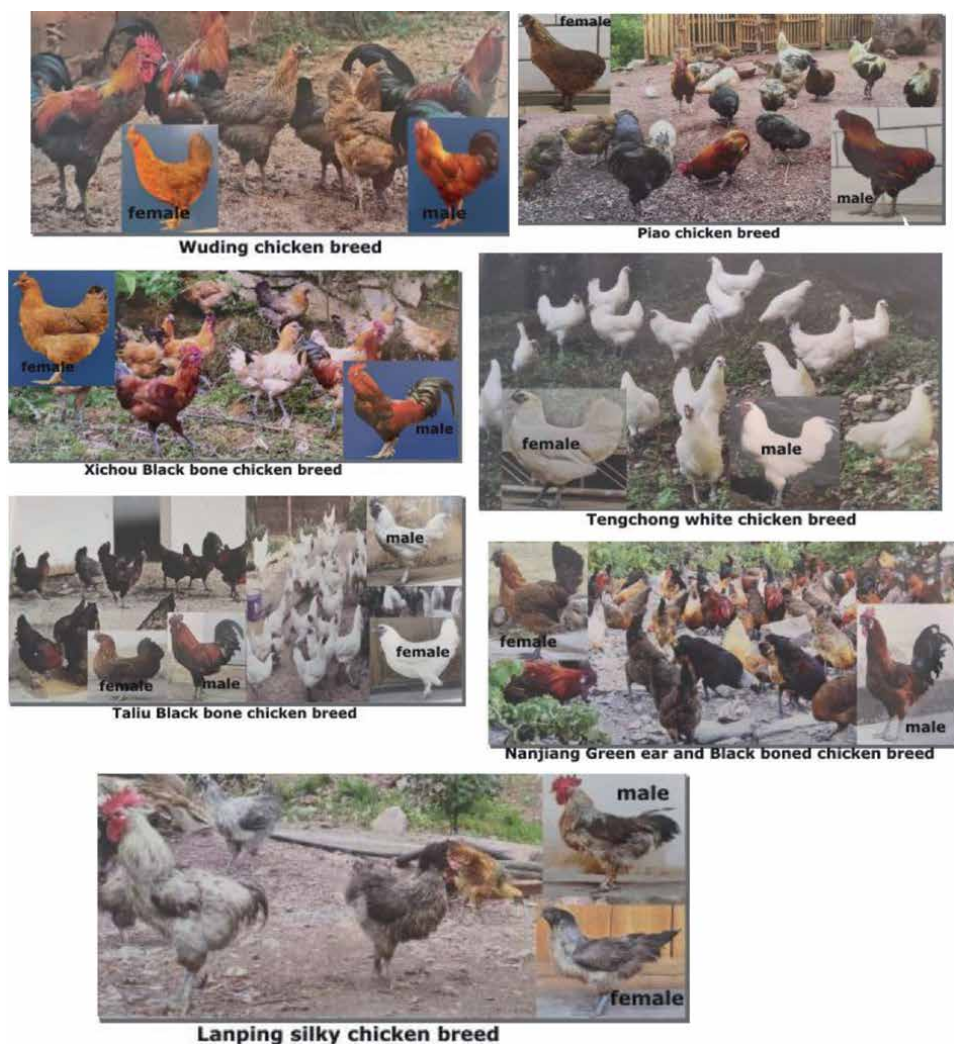 female
male
Wuding chicken breed
female
male
Piao chicken breed
female
male
Xichou Black bone chicken breed
female
male
Tengchong white chicken breed
female
male
male
female
Taliu Black bone chicken breed
female
male
Nanjiang Green ear and Black boned chicken breed
male
female
Lanping silky chicken breed